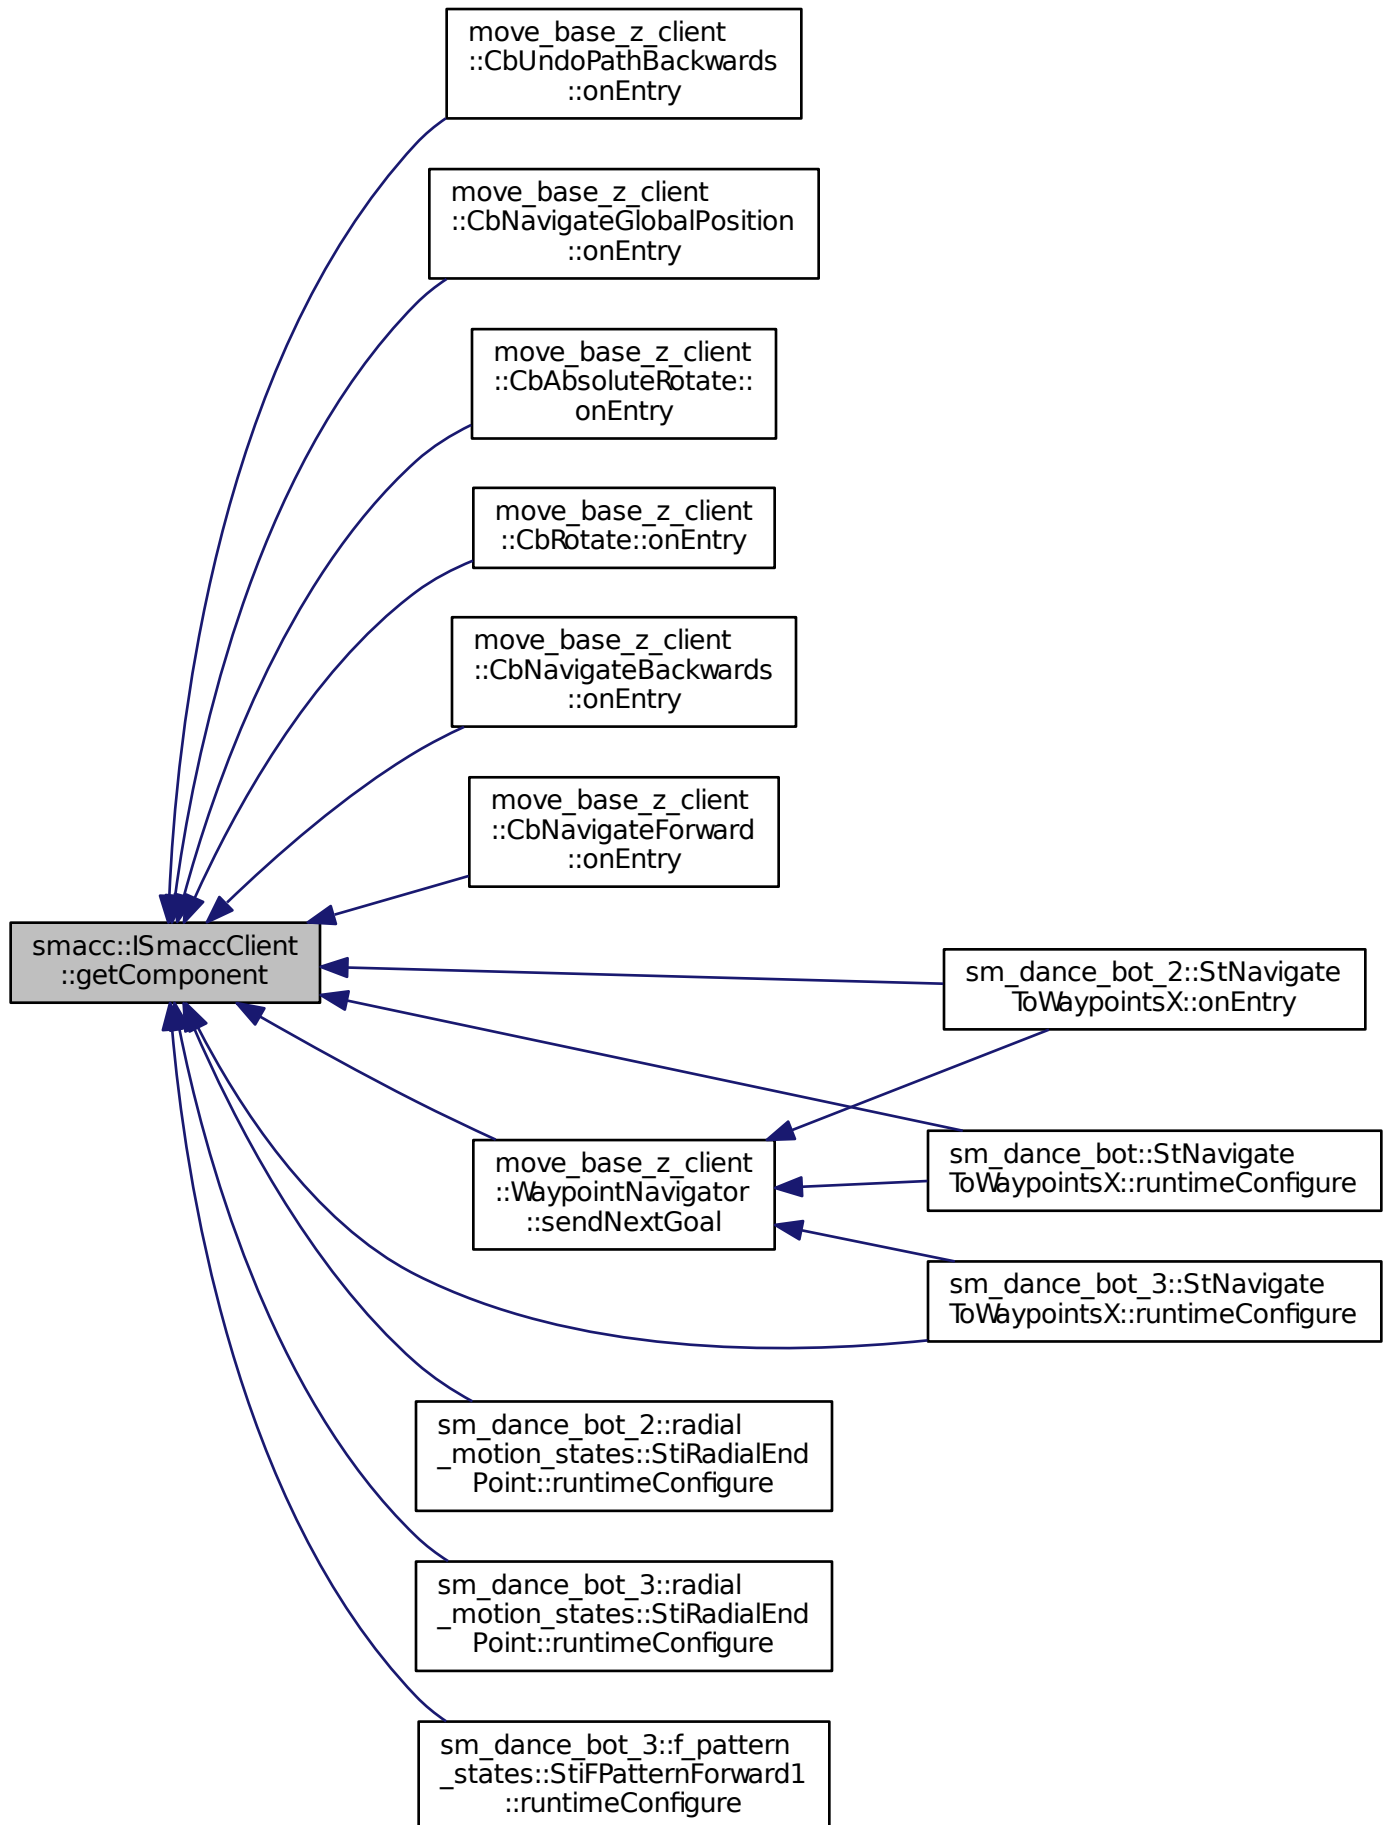 move_base_z_client
::CbUndoPathBackwards
::onEntry
move_base_z_client
::CbNavigateGlobalPosition
::onEntry
move_base_z_client
::CbAbsoluteRotate::
onEntry
move_base_z_client
::CbRotate::onEntry
move_base_z_client
::CbNavigateBackwards
::onEntry
move_base_z_client
::CbNavigateForward
::onEntry
smacc::ISmaccClient
::getComponent
sm_dance_bot_2::StNavigate
ToWaypointsX::onEntry
move_base_z_client
::WaypointNavigator
::sendNextGoal
sm_dance_bot::StNavigate
ToWaypointsX::runtimeConfigure
sm_dance_bot_3::StNavigate
ToWaypointsX::runtimeConfigure
sm_dance_bot_2::radial
_motion_states::StiRadialEnd
Point::runtimeConfigure
sm_dance_bot_3::radial
_motion_states::StiRadialEnd
Point::runtimeConfigure
sm_dance_bot_3::f_pattern
_states::StiFPatternForward1
::runtimeConfigure